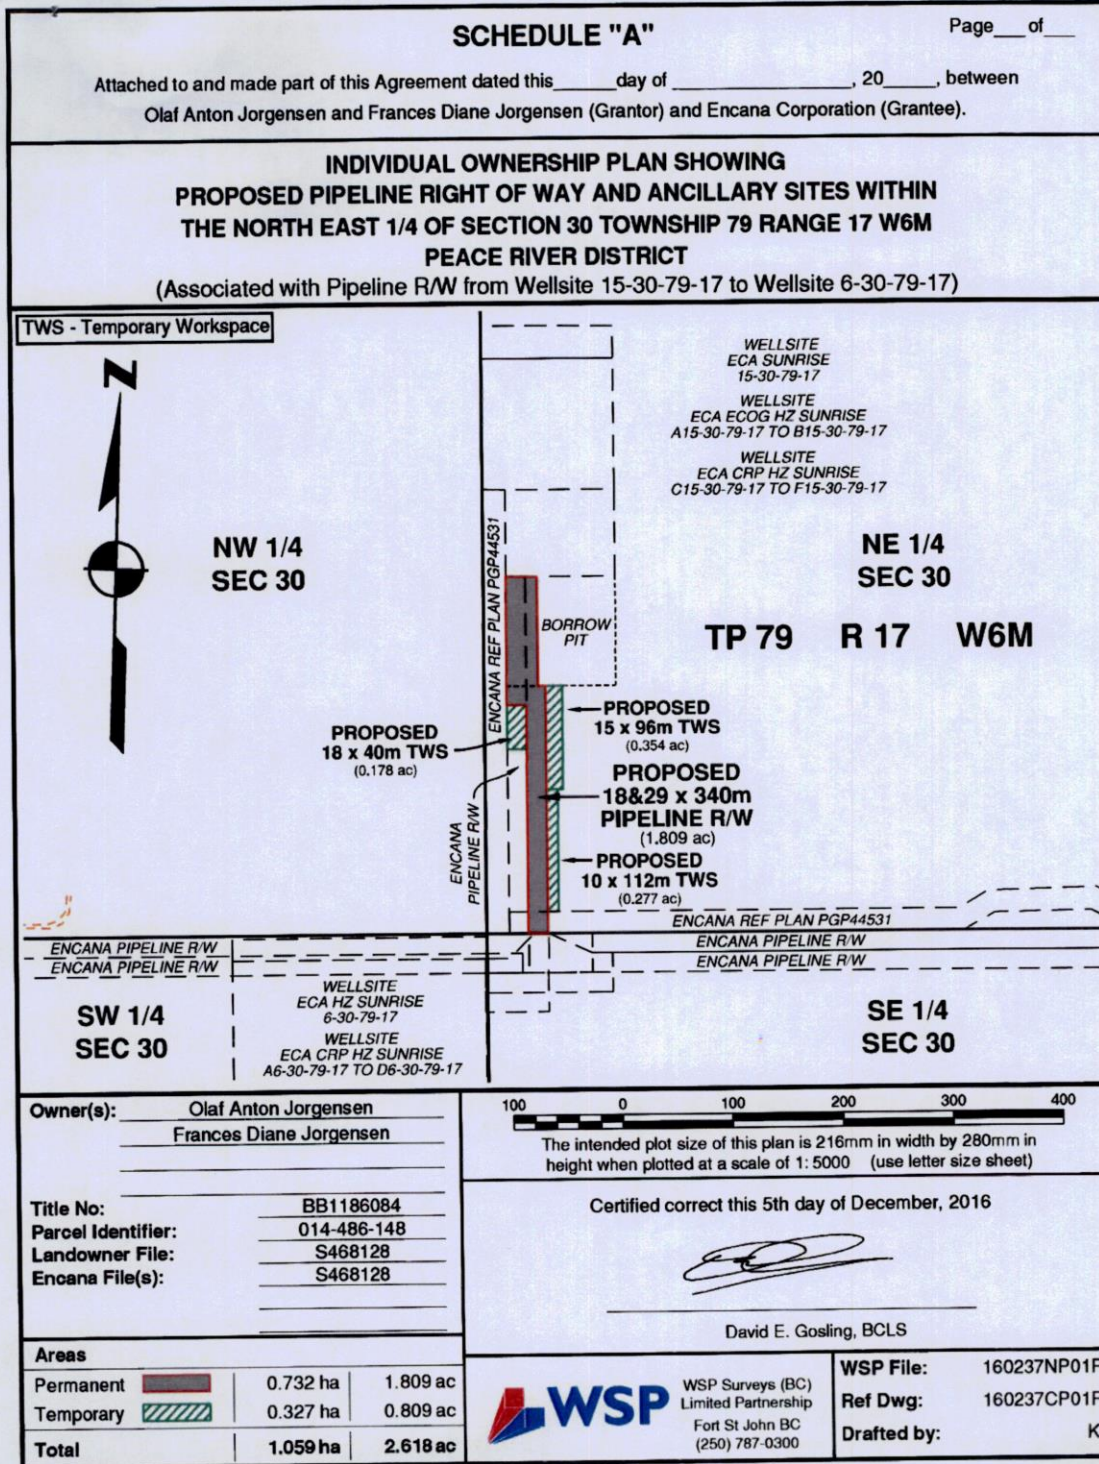 SCHEDULE "A"
Page___of___
Attached to and made part of this Agreement dated this______day of __________________, 20_____, between
Olaf Anton Jorgensen and Frances Diane Jorgensen (Grantor) and Encana Corporation (Grantee).
INDIVIDUAL OWNERSHIP PLAN SHOWING
PROPOSED PIPELINE RIGHT OF WAY AND ANCILLARY SITES WITHIN
THE NORTH EAST 1/4 OF SECTION 30 TOWNSHIP 79 RANGE 17 W6M
PEACE RIVER DISTRICT
(Associated with Pipeline R/W from Wellsite 15-30-79-17 to Wellsite 6-30-79-17)
TWS - Temporary Workspace
N
WELLSITE
ECA SUNRISE
15-30-79-17
WELLSITE
ECA ECOG HZ SUNRISE
A15-30-79-17 TO B15-30-79-17
WELLSITE
ECA CRP HZ SUNRISE
C15-30-79-17 TO F15-30-79-17
NW 1/4
SEC 30
ENCANA REF PLAN PGP44531
NE 1/4
SEC 30
BORROW
PIT
TP 79 R 17 W6M
PROPOSED
18 x 40m TWS
(0.178 ac)
PROPOSED
15 x 96m TWS
(0.354 ac)
PROPOSED
18&29 x 340m
PIPELINE R/W
(1.809 ac)
ENCANA
PIPELINE R/W
PROPOSED
10 x 112m TWS
(0.277 ac)
ENCANA REF PLAN PGP44531
ENCANA PIPELINE R/W
ENCANA PIPELINE R/W
ENCANA PIPELINE R/W
ENCANA PIPELINE R/W
SW 1/4
SEC 30
WELLSITE
ECA HZ SUNRISE
6-30-79-17
WELLSITE
ECA CRP HZ SUNRISE
A6-30-79-17 TO D6-30-79-17
SE 1/4
SEC 30
Owner(s): Olaf Anton Jorgensen
Frances Diane Jorgensen
Title No: BB1186084
Parcel Identifier: 014-486-148
Landowner File: S468128
Encana File(s): S468128
100 0 100 200 300 400
The intended plot size of this plan is 216mm in width by 280mm in
height when plotted at a scale of 1: 5000 (use letter size sheet)
Certified correct this 5th day of December, 2016
David E. Gosling, BCLS
Areas
Permanent 0.732 ha 1.809 ac
Temporary 0.327 ha 0.809 ac
Total 1.059 ha 2.618 ac
WSP
WSP Surveys (BC)
Limited Partnership
Fort St John BC
(250) 787-0300
WSP File: 160237NP01F
Ref Dwg: 160237CP01F
Drafted by: K